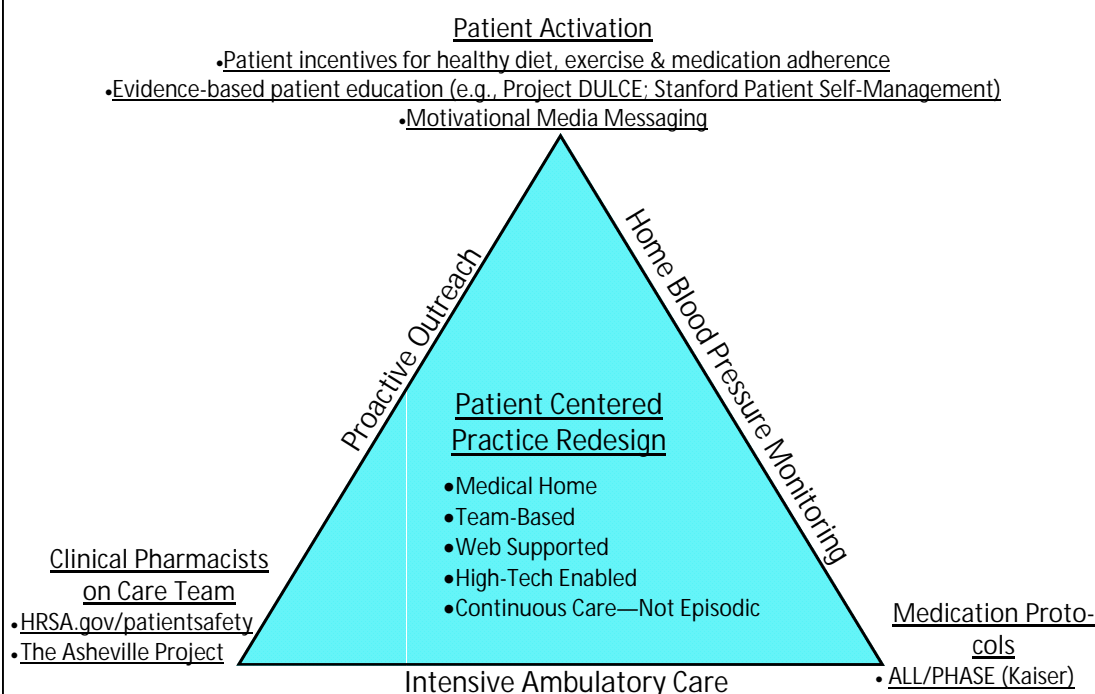 Patient Activation
•Patient incentives for healthy diet, exercise & medication adherence
•Evidence-based patient education (e.g., Project DULCE; Stanford Patient Self-Management)
•Motivational Media Messaging
Proactive Outreach
Home Blood Pressure Monitoring
Patient Centered
Practice Redesign
•Medical Home
•Team-Based
•Web Supported
•High-Tech Enabled
•Continuous Care—Not Episodic
Clinical Pharmacists
on Care Team
•HRSA.gov/patientsafety
•The Asheville Project
Medication Proto-
cols
• ALL/PHASE (Kaiser)
Intensive Ambulatory Care